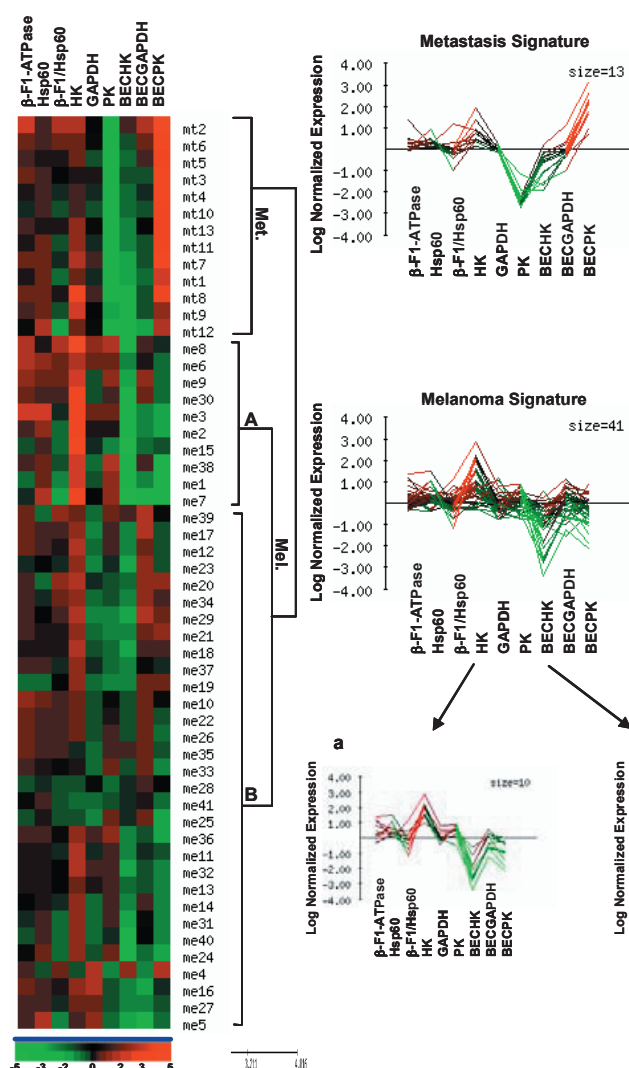 β-F1-ATPase
Hsp60
β-F1/Hsp60
HK
GAPDH
PK
BECHK
BECGAPDH
BECPK
mt2
mt6
mt5
mt3
mt4
mt10
mt13
mt11
mt7
mt1
mt8
mt9
mt12
me8
me6
me9
me30
me3
me2
me15
me38
me1
me7
me39
me17
me12
me23
me20
me34
me29
me21
me18
me37
me19
me10
me22
me26
me35
me33
me28
me41
me25
me36
me11
me32
me13
me14
me31
me40
me24
me4
me16
me27
me5
Met.
A
Mel.
B
-5 -3 -2 0 2 3 5
3.211 4.016
Metastasis Signature
size=13
Log Normalized Expression
4.00
3.00
2.00
1.00
-1.00
-2.00
-3.00
-4.00
β-F1-ATPase
Hsp60
β-F1/Hsp60
HK
GAPDH
PK
BECHK
BECGAPDH
BECPK
Melanoma Signature
size=41
Log Normalized Expression
4.00
3.00
2.00
1.00
-1.00
-2.00
-3.00
-4.00
β-F1-ATPase
Hsp60
β-F1/Hsp60
HK
GAPDH
PK
BECHK
BECGAPDH
BECPK
a
size=10
Log Normalized Expression
4.00
3.00
2.00
1.00
-1.00
-2.00
-3.00
-4.00
β-F1-ATPase
Hsp60
β-F1/Hsp60
HK
GAPDH
PK
BECHK
BECGAPDH
BECPK
Log Normalized Expression